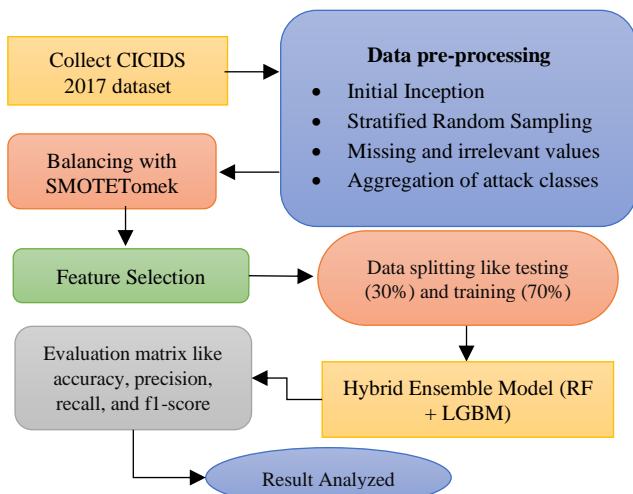 Collect CICIDS
2017 dataset
Data pre-processing
• Initial Inception
• Stratified Random Sampling
• Missing and irrelevant values
• Aggregation of attack classes
Balancing with
SMOTETomek
Feature Selection
Data splitting like testing
(30%) and training (70%)
Hybrid Ensemble Model (RF
+ LGBM)
Evaluation matrix like
accuracy, precision,
recall, and f1-score
Result Analyzed